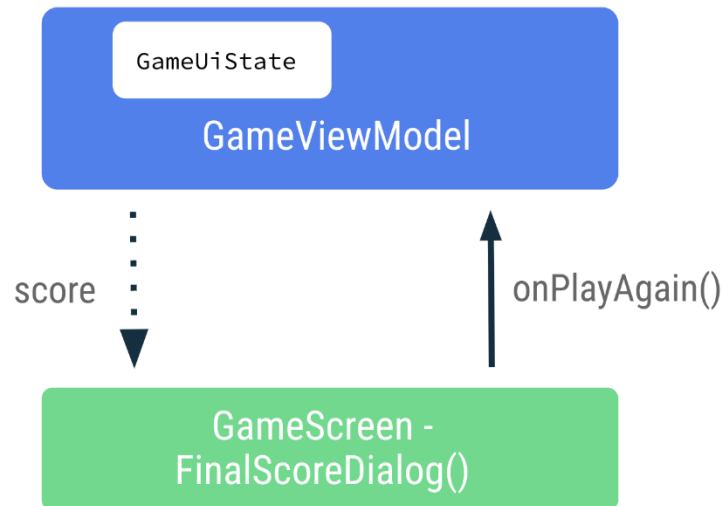 GameUiState
GameViewModel
score
onPlayAgain()
GameScreen -
FinalScoreDialog()